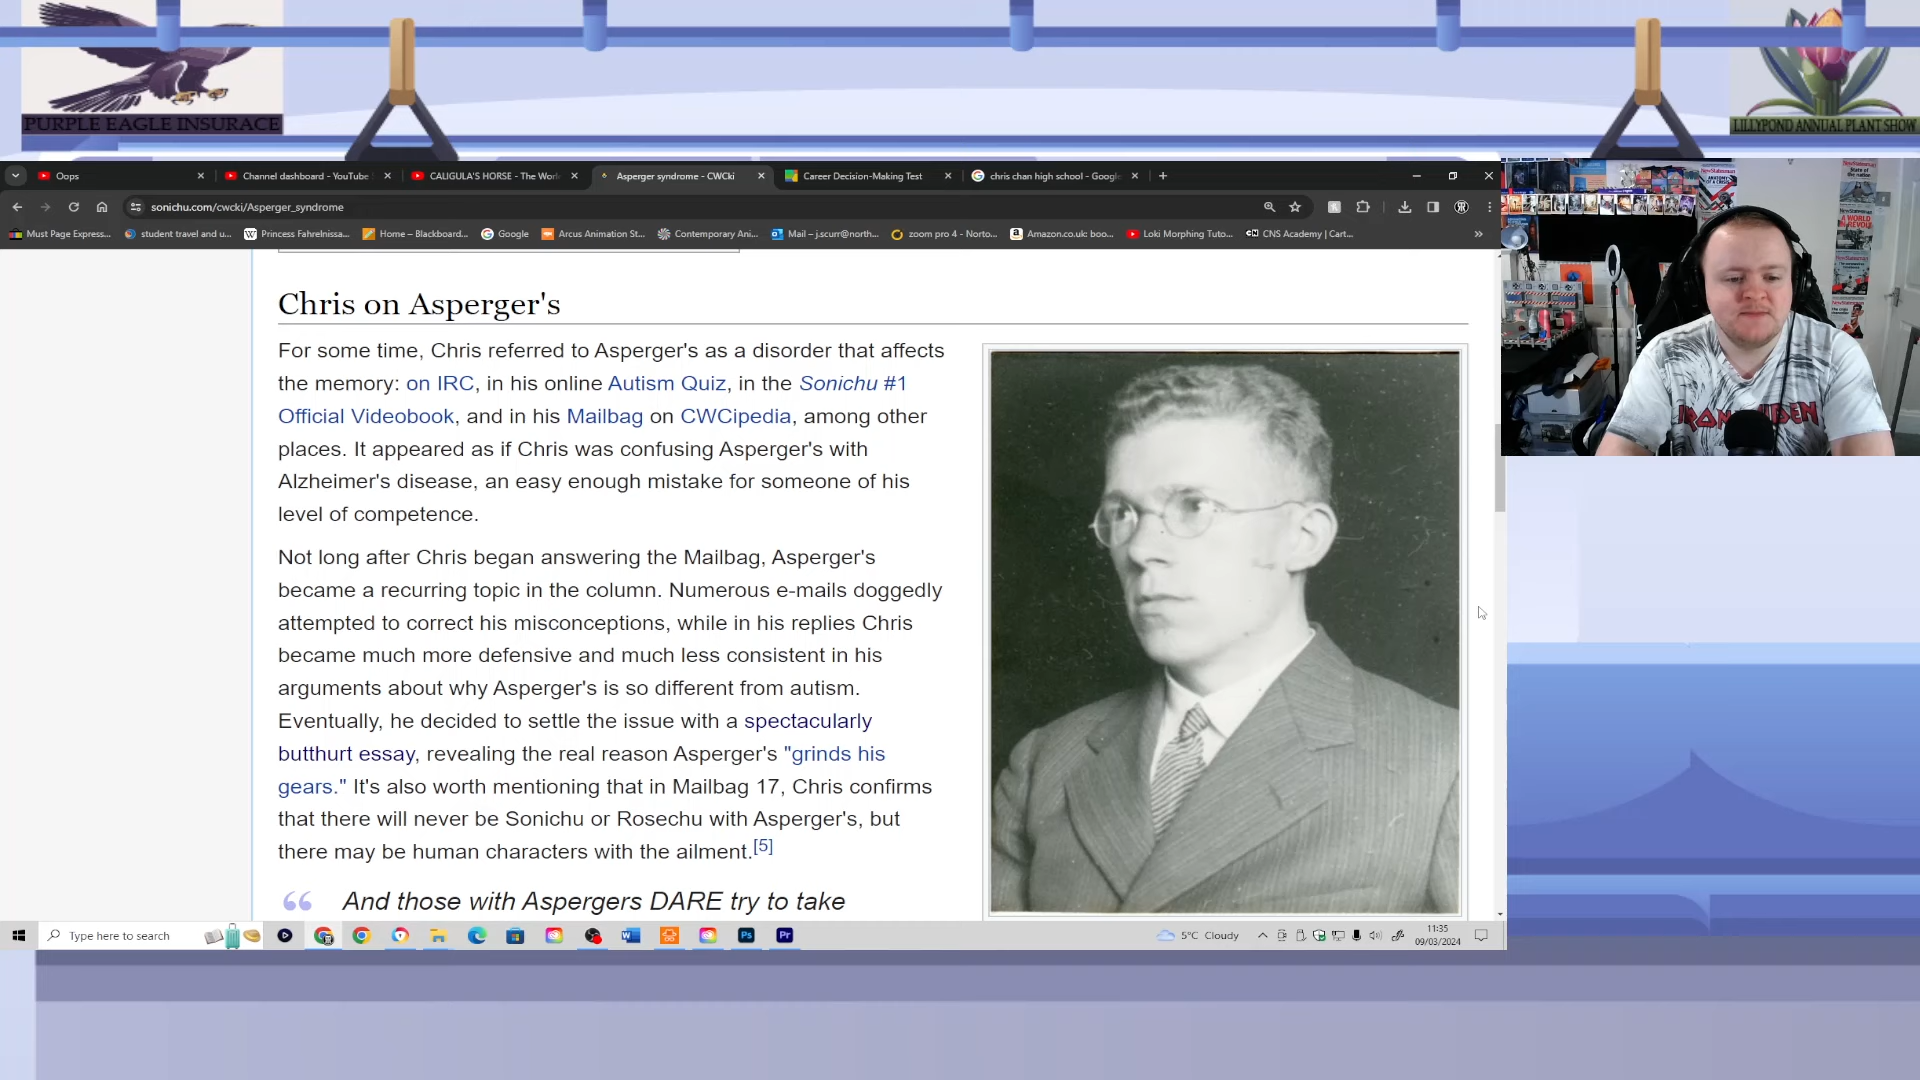 PURPLE EAGLE INSURACE
LILLYPOND ANNUAL PLANT SHOW
Oops
Channel dashboard - YouTube
CALIGULA'S HORSE - The Worl
Asperger syndrome - CWCki
Career Decision-Making Test
chris chan high school - Google
sonichu.com/cwcki/Asperger_syndrome
Must Page Express...
student travel and u...
Princess Fahrelnissa...
Home – Blackboard...
Google
Arcus Animation St...
Contemporary Ani...
Mail – j.scurr@north...
zoom pro 4 - Norto...
Amazon.co.uk: boo...
Loki Morphing Tuto...
CNS Academy | Cart...
Chris on Asperger's
For some time, Chris referred to Asperger's as a disorder that affects
the memory: on IRC, in his online Autism Quiz, in the Sonichu #1
Official Videobook, and in his Mailbag on CWCipedia, among other
places. It appeared as if Chris was confusing Asperger's with
Alzheimer's disease, an easy enough mistake for someone of his
level of competence.
Not long after Chris began answering the Mailbag, Asperger's
became a recurring topic in the column. Numerous e-mails doggedly
attempted to correct his misconceptions, while in his replies Chris
became much more defensive and much less consistent in his
arguments about why Asperger's is so different from autism.
Eventually, he decided to settle the issue with a spectacularly
butthurt essay, revealing the real reason Asperger's "grinds his
gears." It's also worth mentioning that in Mailbag 17, Chris confirms
that there will never be Sonichu or Rosechu with Asperger's, but
there may be human characters with the ailment.[5]
And those with Aspergers DARE try to take
IRON MAIDEN
Type here to search
5°C Cloudy
11:35
09/03/2024